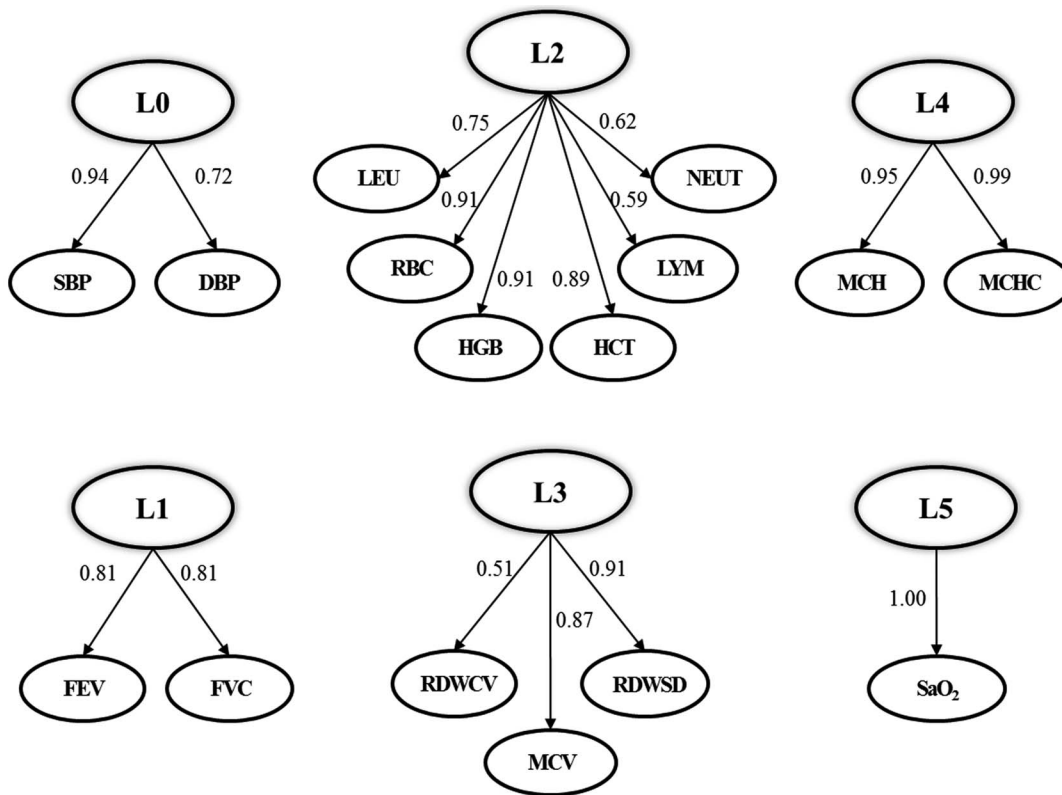 L0
0.94
0.72
SBP
DBP
L2
0.75
0.62
LEU
NEUT
0.91
0.59
RBC
LYM
0.91
0.89
HGB
HCT
L4
0.95
0.99
MCH
MCHC
L1
0.81
0.81
FEV
FVC
L3
0.51
0.91
0.87
RDWCV
RDWSD
MCV
L5
1.00
SaO₂